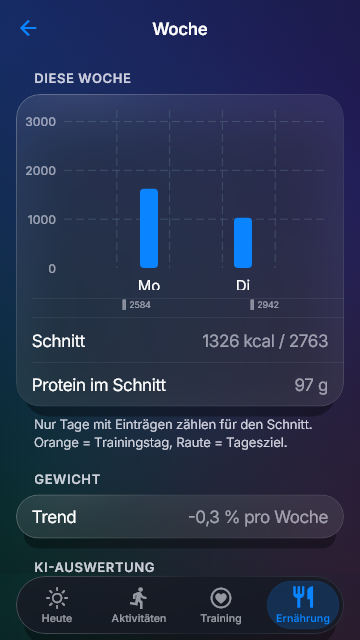 Woche
DIESE WOCHE
3000
2000
1000
0
Mo Di
2584 2942
Schnitt 1326 kcal / 2763
Protein im Schnitt 97 g
Nur Tage mit Einträgen zählen für den Schnitt.
Orange = Trainingstag, Raute = Tagesziel.
GEWICHT
Trend -0,3 % pro Woche
KI-AUSWERTUNG
Heute Aktivitäten Training Ernährung